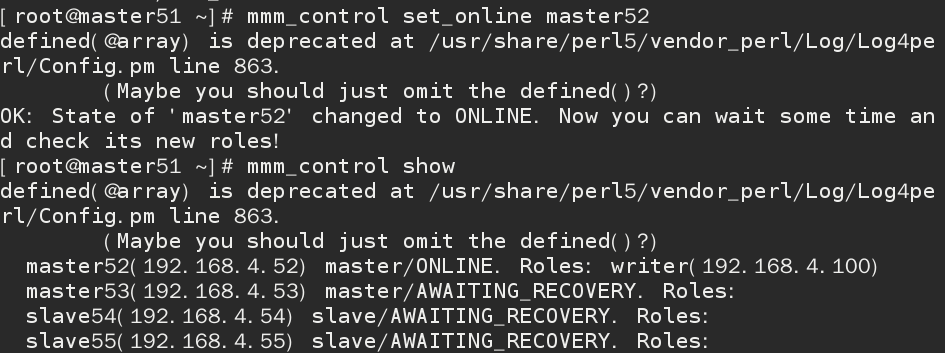 [root@master51 ~]# mmm_control set_online master52
defined(@array) is deprecated at /usr/share/perl5/vendor_perl/Log/Log4pe
rl/Config.pm line 863.
        (Maybe you should just omit the defined()?)
OK: State of 'master52' changed to ONLINE. Now you can wait some time an
d check its new roles!
[root@master51 ~]# mmm_control show
defined(@array) is deprecated at /usr/share/perl5/vendor_perl/Log/Log4pe
rl/Config.pm line 863.
        (Maybe you should just omit the defined()?)
  master52(192.168.4.52) master/ONLINE. Roles: writer(192.168.4.100)
  master53(192.168.4.53) master/AWAITING_RECOVERY. Roles:
  slave54(192.168.4.54) slave/AWAITING_RECOVERY. Roles:
  slave55(192.168.4.55) slave/AWAITING_RECOVERY. Roles: